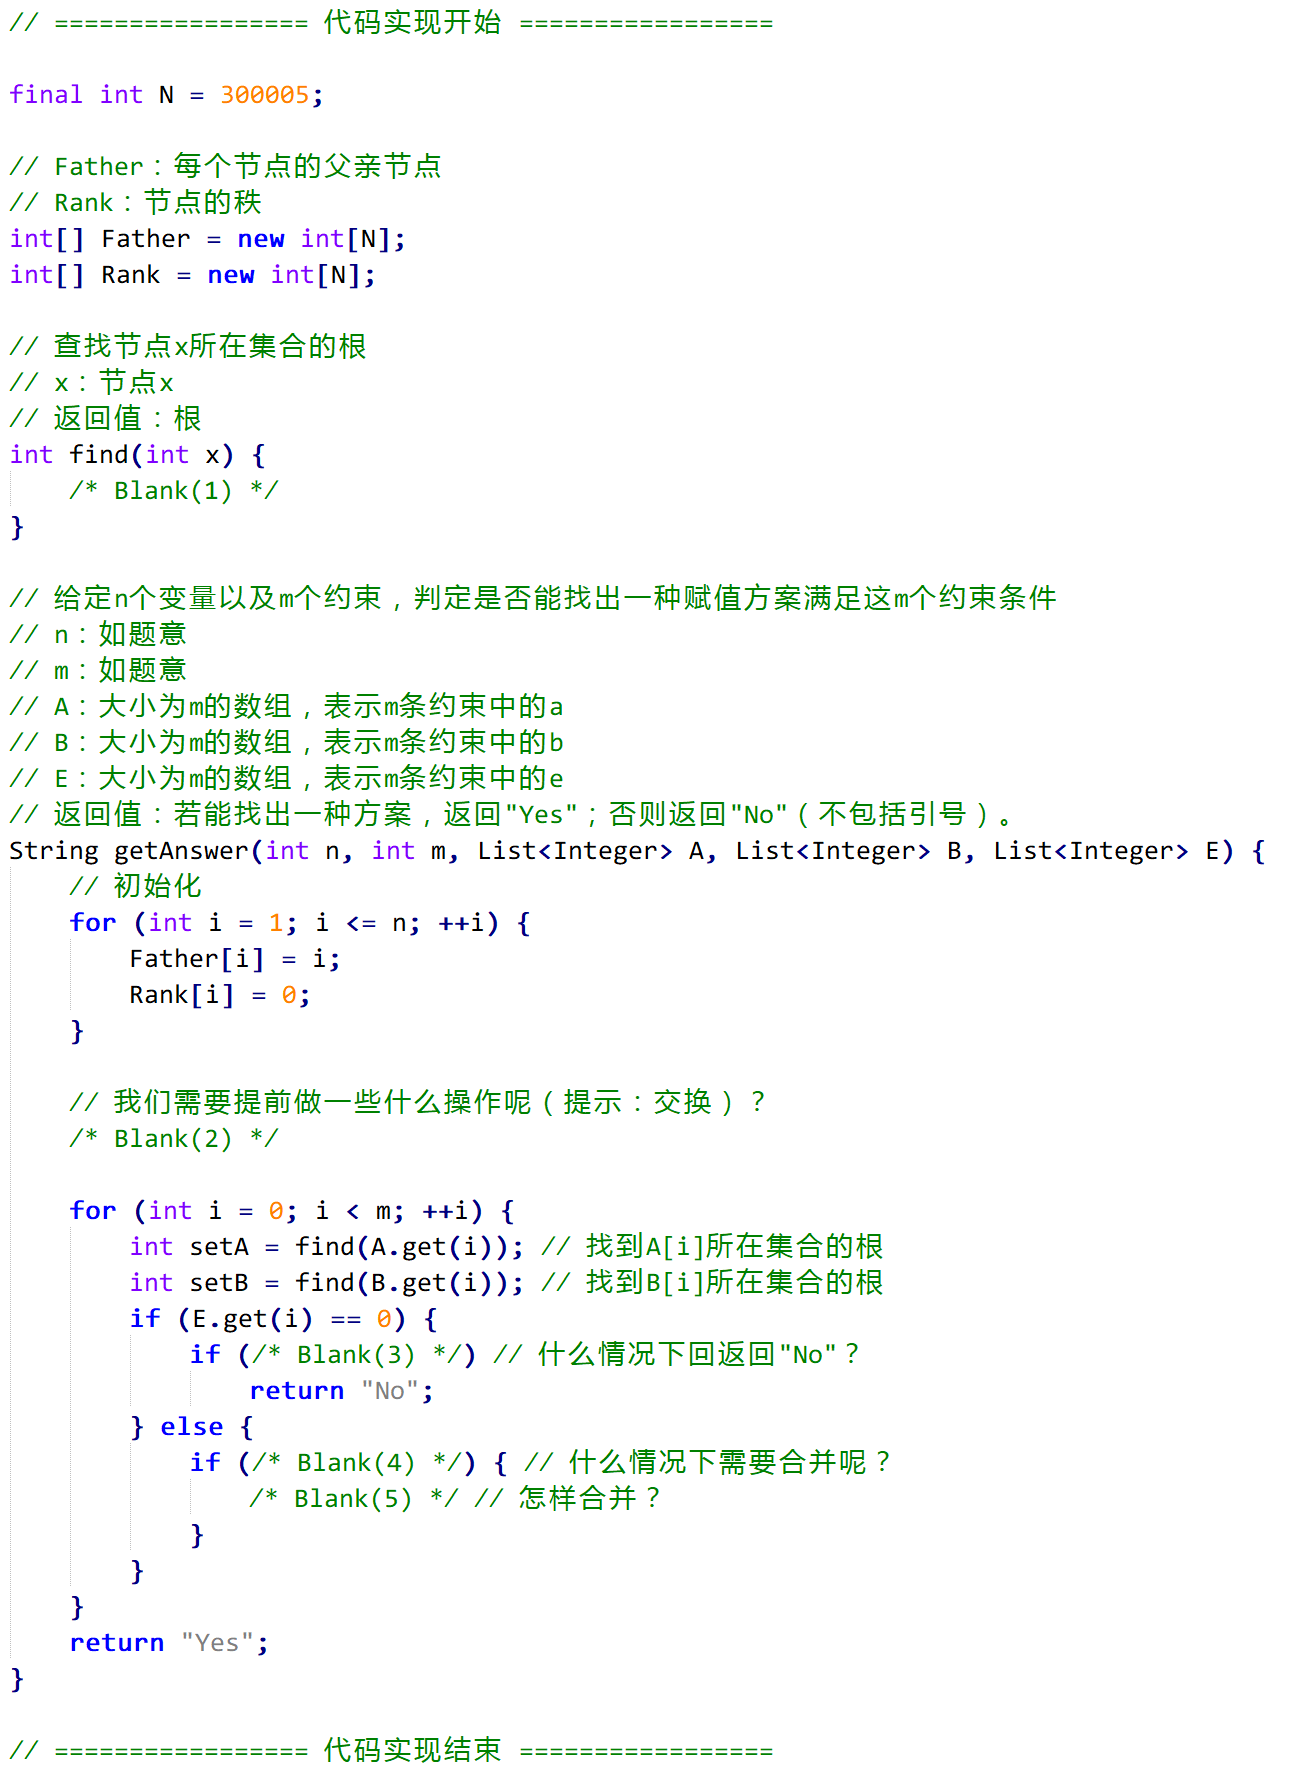 // ================= 代码实现开始 =================
final int N = 300005;
// Father：每个节点的父亲节点
// Rank：节点的秩
int[] Father = new int[N];
int[] Rank = new int[N];
// 查找节点x所在集合的根
// x：节点x
// 返回值：根
int find(int x) {
/* Blank(1) */
}
// 给定n个变量以及m个约束，判定是否能找出一种赋值方案满足这m个约束条件
// n：如题意
// m：如题意
// A：大小为m的数组，表示m条约束中的a
// B：大小为m的数组，表示m条约束中的b
// E：大小为m的数组，表示m条约束中的e
// 返回值：若能找出一种方案，返回"Yes"；否则返回"No"（不包括引号）。
String getAnswer(int n, int m, List<Integer> A, List<Integer> B, List<Integer> E) {
// 初始化
for (int i = 1; i <= n; ++i) {
Father[i] = i;
Rank[i] = 0;
}
// 我们需要提前做一些什么操作呢（提示：交换）？
/* Blank(2) */
for (int i = 0; i < m; ++i) {
int setA = find(A.get(i)); // 找到A[i]所在集合的根
int setB = find(B.get(i)); // 找到B[i]所在集合的根
if (E.get(i) == 0) {
if (/* Blank(3) */) // 什么情况下回返回"No"？
return "No";
} else {
if (/* Blank(4) */) { // 什么情况下需要合并呢？
/* Blank(5) */ // 怎样合并？
}
}
}
return "Yes";
}
// ================= 代码实现结束 =================